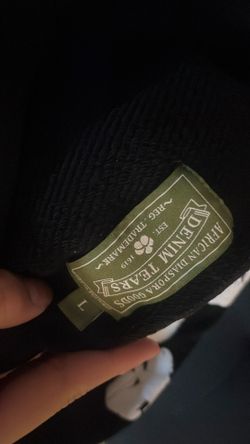 AFRICAN DIASPORA GOODS
DENIM TEARS
EST. 1619
~REG. TRADEMARK~
L